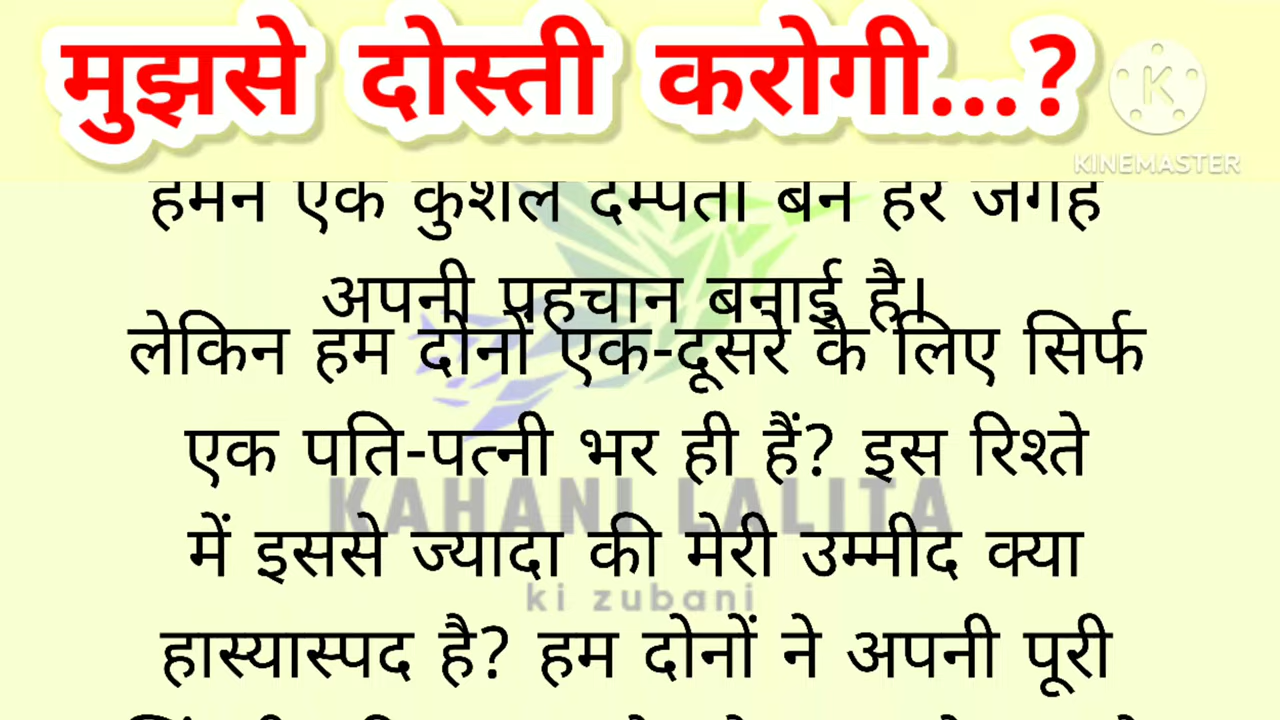 मुझसे दोस्ती करोगी...?
KINEMASTER
हमने एक कुशल दम्पती बन हर जगह
अपनी पहचान बनाई है।
लेकिन हम दोनों एक-दूसरे के लिए सिर्फ
एक पति-पत्नी भर ही हैं? इस रिश्ते
KAHANI LALITA
में इससे ज्यादा की मेरी उम्मीद क्या
ki zubani
हास्यास्पद है? हम दोनों ने अपनी पूरी